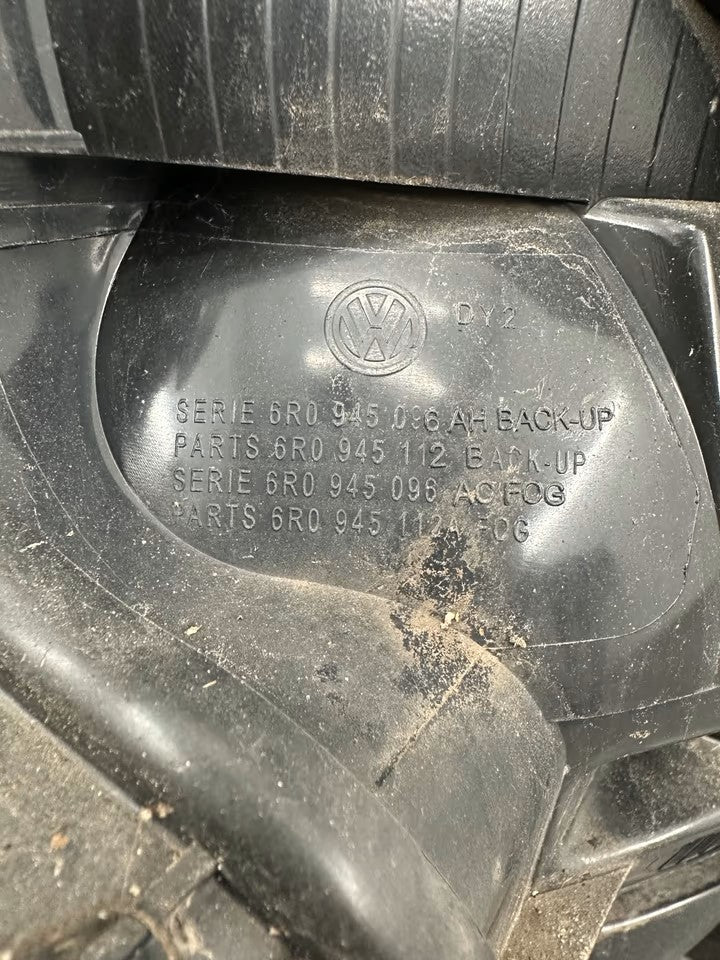 VW DY2
SERIE 6R0 945 096 AH BACK-UP
PARTS 6R0 945 112 BACK-UP
SERIE 6R0 945 096 AC FOG
PARTS 6R0 945 112A FOG